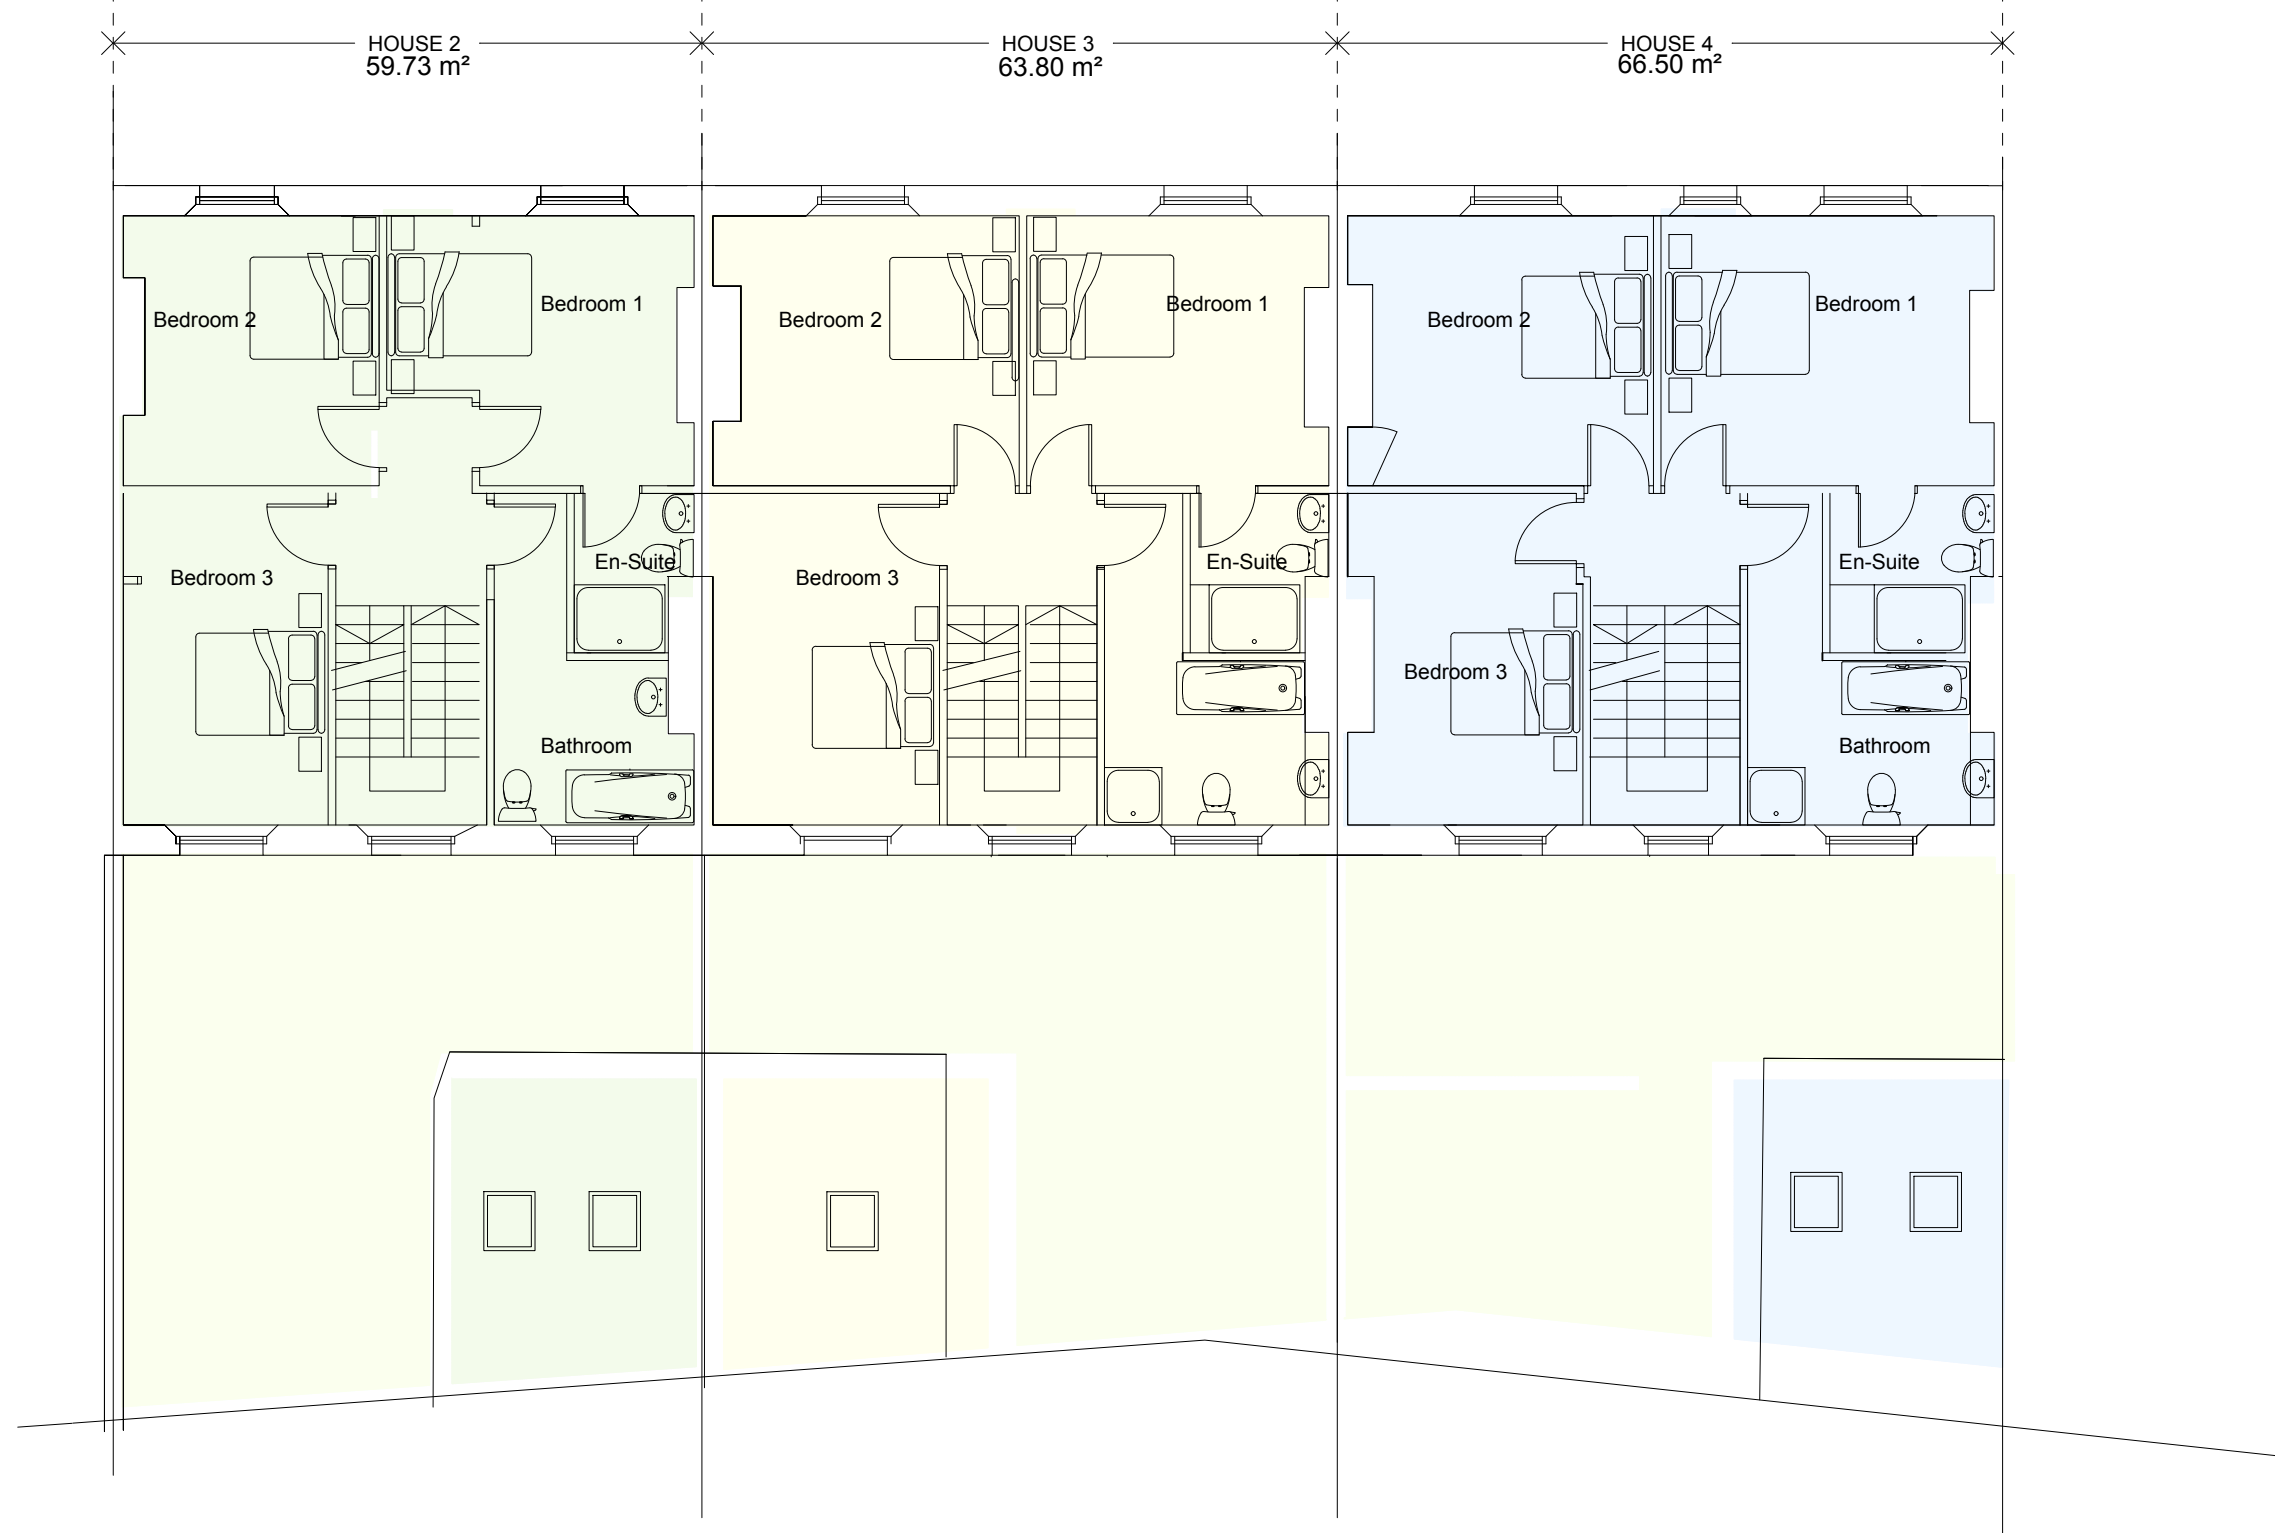 HOUSE 2
59.73 m²
HOUSE 3
63.80 m²
HOUSE 4
66.50 m²
Bedroom 2
Bedroom 1
Bedroom 3
En-Suite
Bathroom
Bedroom 2
Bedroom 1
Bedroom 3
En-Suite
Bedroom 2
Bedroom 1
Bedroom 3
En-Suite
Bathroom